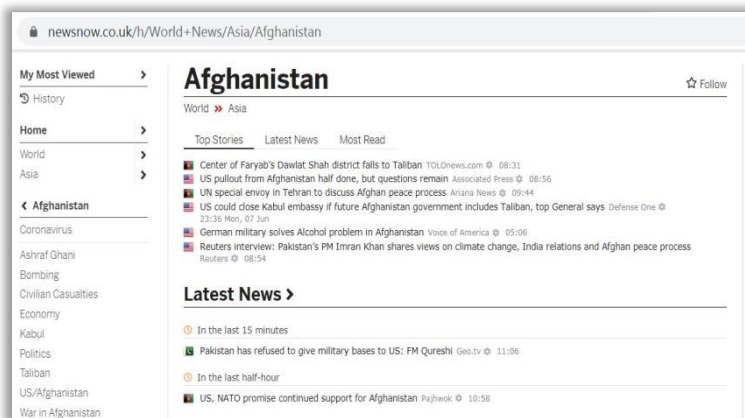 newsnow.co.uk/h/World+News/Asia/Afghanistan
My Most Viewed
History
Home
World
Asia
Afghanistan
Coronavirus
Ashraf Ghani
Bombing
Civilian Casualties
Economy
Kabul
Politics
Taliban
US/Afghanistan
War in Afghanistan
Afghanistan
Follow
World » Asia
Top Stories Latest News Most Read
Center of Faryab's Dawlat Shah district falls to Taliban TOLOnews.com 08:31
US pullout from Afghanistan half done, but questions remain Associated Press 08:56
UN special envoy in Tehran to discuss Afghan peace process Ariana News 09:44
US could close Kabul embassy if future Afghanistan government includes Taliban, top General says Defense One
23:36 Mon, 07 Jun
German military solves Alcohol problem in Afghanistan Voice of America 05:06
Reuters interview: Pakistan's PM Imran Khan shares views on climate change, India relations and Afghan peace process
Reuters 08:54
Latest News >
In the last 15 minutes
Pakistan has refused to give military bases to US: FM Qureshi Geo.tv 11:06
In the last half-hour
US, NATO promise continued support for Afghanistan Pajhwok 10:58